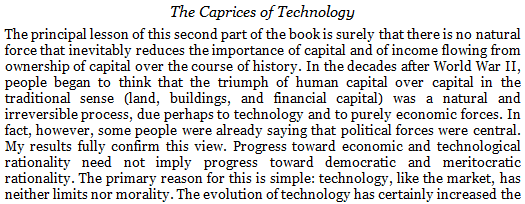 The Caprices of Technology
The principal lesson of this second part of the book is surely that there is no natural
force that inevitably reduces the importance of capital and of income flowing from
ownership of capital over the course of history. In the decades after World War II,
people began to think that the triumph of human capital over capital in the
traditional sense (land, buildings, and financial capital) was a natural and
irreversible process, due perhaps to technology and to purely economic forces. In
fact, however, some people were already saying that political forces were central.
My results fully confirm this view. Progress toward economic and technological
rationality need not imply progress toward democratic and meritocratic
rationality. The primary reason for this is simple: technology, like the market, has
neither limits nor morality. The evolution of technology has certainly increased the